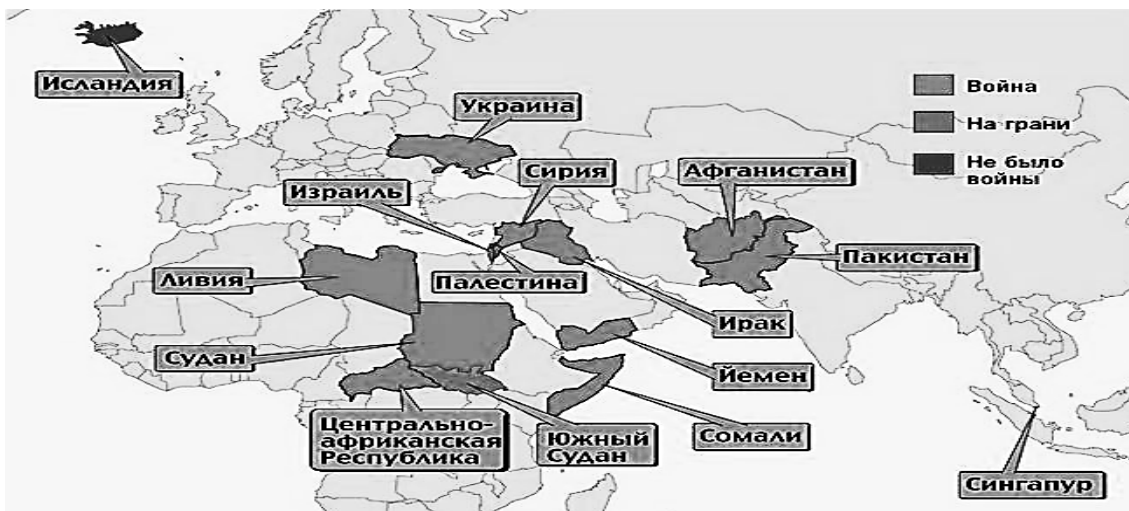 Исландия
Украина
Война
На грани
Не было
войны
Сирия
Афганистан
Израиль
Ливия
Палестина
Пакистан
Ирак
Судан
Йемен
Центрально-
африканская
Республика
Южный
Судан
Сомали
Сингапур